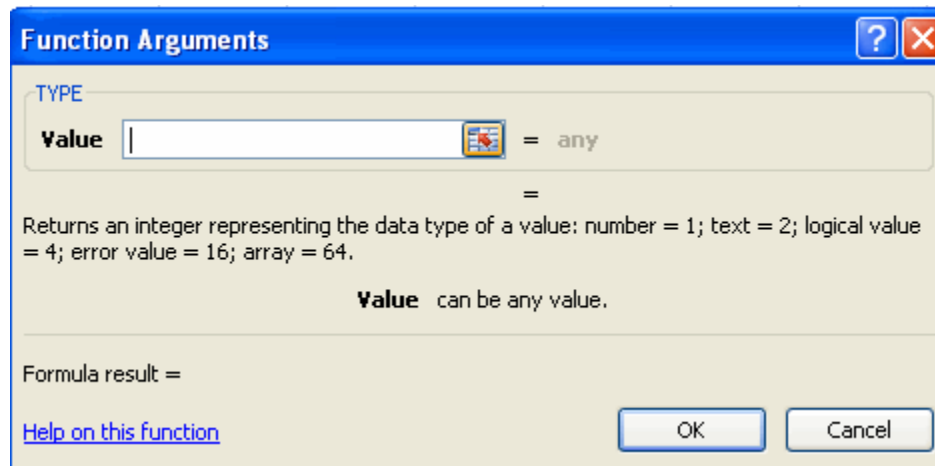 Function Arguments
TYPE
Value = any
=
Returns an integer representing the data type of a value: number = 1; text = 2; logical value
= 4; error value = 16; array = 64.
Value can be any value.
Formula result =
Help on this function
OK Cancel